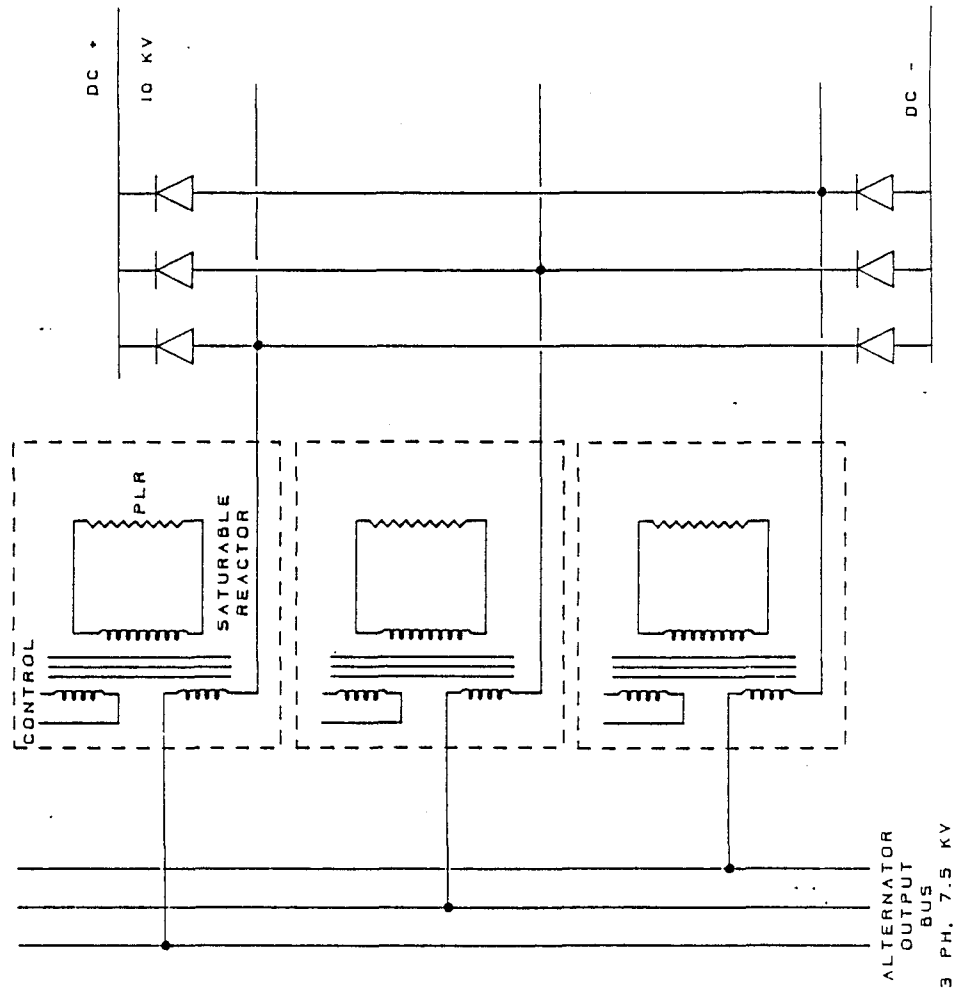 DC +
10 KV
DC -
CONTROL
PLR
SATURABLE
REACTOR
ALTERNATOR
OUTPUT
BUS
3 PH. 7.5 KV